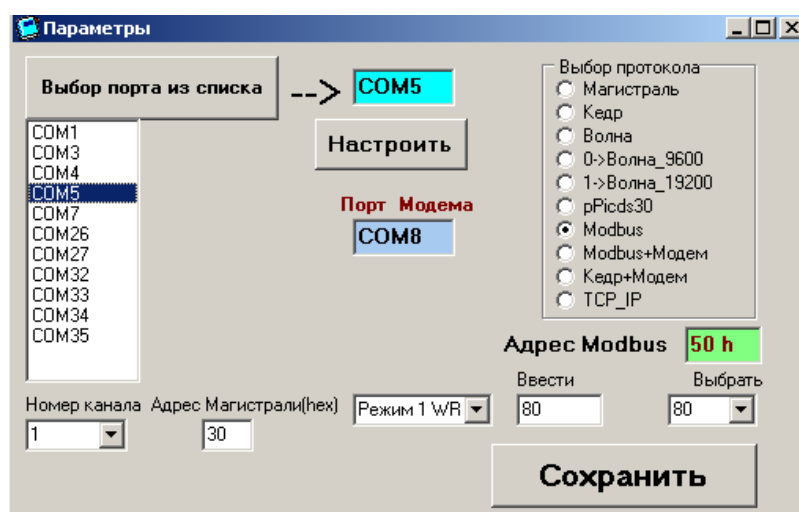 Параметры
Выбор порта из списка
-->
COM5
COM1
COM3
COM4
COM5
COM7
COM26
COM27
COM32
COM33
COM34
COM35
Настроить
Порт Модема
COM8
Выбор протокола
Магистраль
Кедр
Волна
0->Волна_9600
1->Волна_19200
pPicds30
Modbus
Modbus+Модем
Кедр+Модем
TCP_IP
Адрес Modbus 50 h
Ввести Выбрать
Номер канала Адрес Магистрали(hex)
1 30 Режим 1 WR 80 80
Сохранить